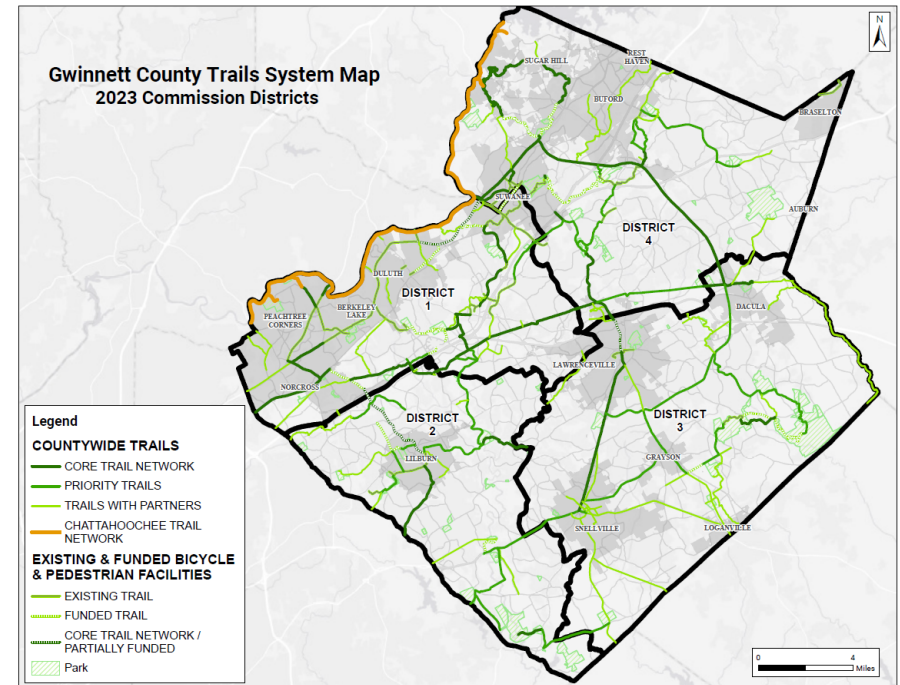 Gwinnett County Trails System Map
2023 Commission Districts
N
SUGAR HILL
REST
HAVEN
BUFORD
BRASELTON
SUWANEE
AUBURN
DISTRICT
4
DULUTH
DISTRICT
1
BERKELEY
LAKE
PEACHTREE
CORNERS
DACULA
LAWRENCEVILLE
NORCROSS
DISTRICT
2
DISTRICT
3
LILBURN
GRAYSON
SNELLVILLE
LOGANVILLE
Legend
COUNTYWIDE TRAILS
CORE TRAIL NETWORK
PRIORITY TRAILS
TRAILS WITH PARTNERS
CHATTAHOOCHEE TRAIL
NETWORK
EXISTING & FUNDED BICYCLE
& PEDESTRIAN FACILITIES
EXISTING TRAIL
FUNDED TRAIL
CORE TRAIL NETWORK /
PARTIALLY FUNDED
Park
0 4
Miles